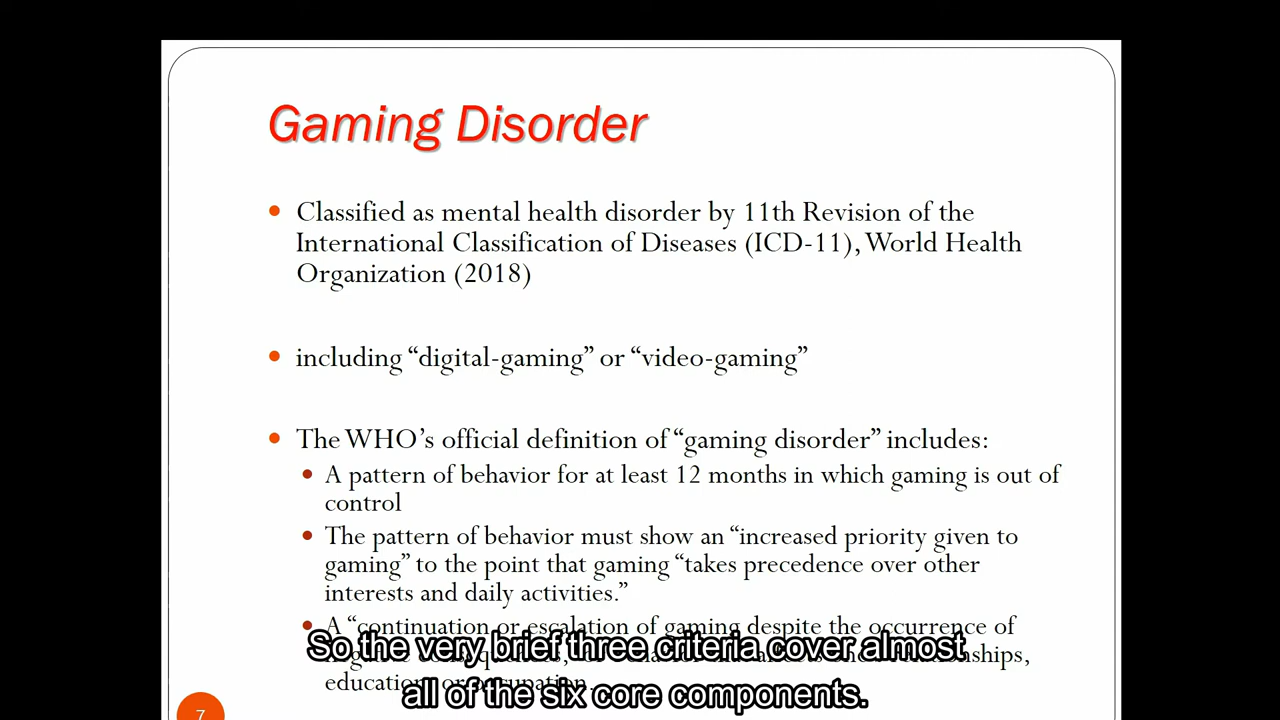 Gaming Disorder
Classified as mental health disorder by 11th Revision of the
International Classification of Diseases (ICD-11), World Health
Organization (2018)
including “digital-gaming” or “video-gaming”
The WHO’s official definition of “gaming disorder” includes:
A pattern of behavior for at least 12 months in which gaming is out of
control
The pattern of behavior must show an “increased priority given to
gaming” to the point that gaming “takes precedence over other
interests and daily activities.”
A “continuation or escalation of gaming despite the occurrence of
relationships,
education or occupation.
So the very brief three criteria cover almost
all of the six core components.
7